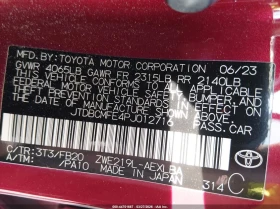 MFD. BY: TOYOTA MOTOR CORPORATION 06/23
GVWR 4065LB GAWR FR 2315LB RR 2140LB
THIS VEHICLE CONFORMS TO ALL APPLICABLE
FEDERAL MOTOR VEHICLE SAFETY, BUMPER, AND
THEFT PREVENTION STANDARDS IN EFFECT ON
THE DATE OF MANUFACTURE SHOWN ABOVE.
PASS. CAR
C/TR: 3T3/FB20 ZWE219L-AEXLBA
A/TM: /PA10 MADE IN JAPAN 314C
TOYOTA